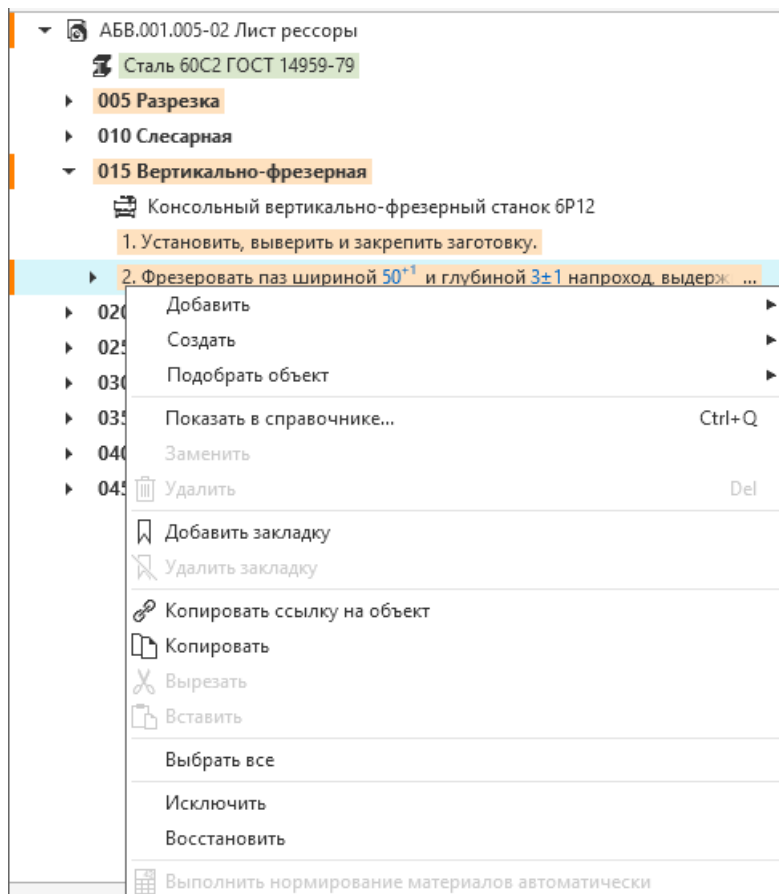 АБВ.001.005-02 Лист рессоры
Сталь 60С2 ГОСТ 14959-79
005 Разрезка
010 Слесарная
015 Вертикально-фрезерная
Консольный вертикально-фрезерный станок 6Р12
1. Установить, выверить и закрепить заготовку.
2. Фрезеровать паз шириной 50⁺¹ и глубиной 3±1 напроход, выдерж ...
Добавить
Создать
Подобрать объект
Показать в справочнике... Ctrl+Q
Заменить
Удалить Del
Добавить закладку
Удалить закладку
Копировать ссылку на объект
Копировать
Вырезать
Вставить
Выбрать все
Исключить
Восстановить
Выполнить нормирование материалов автоматически